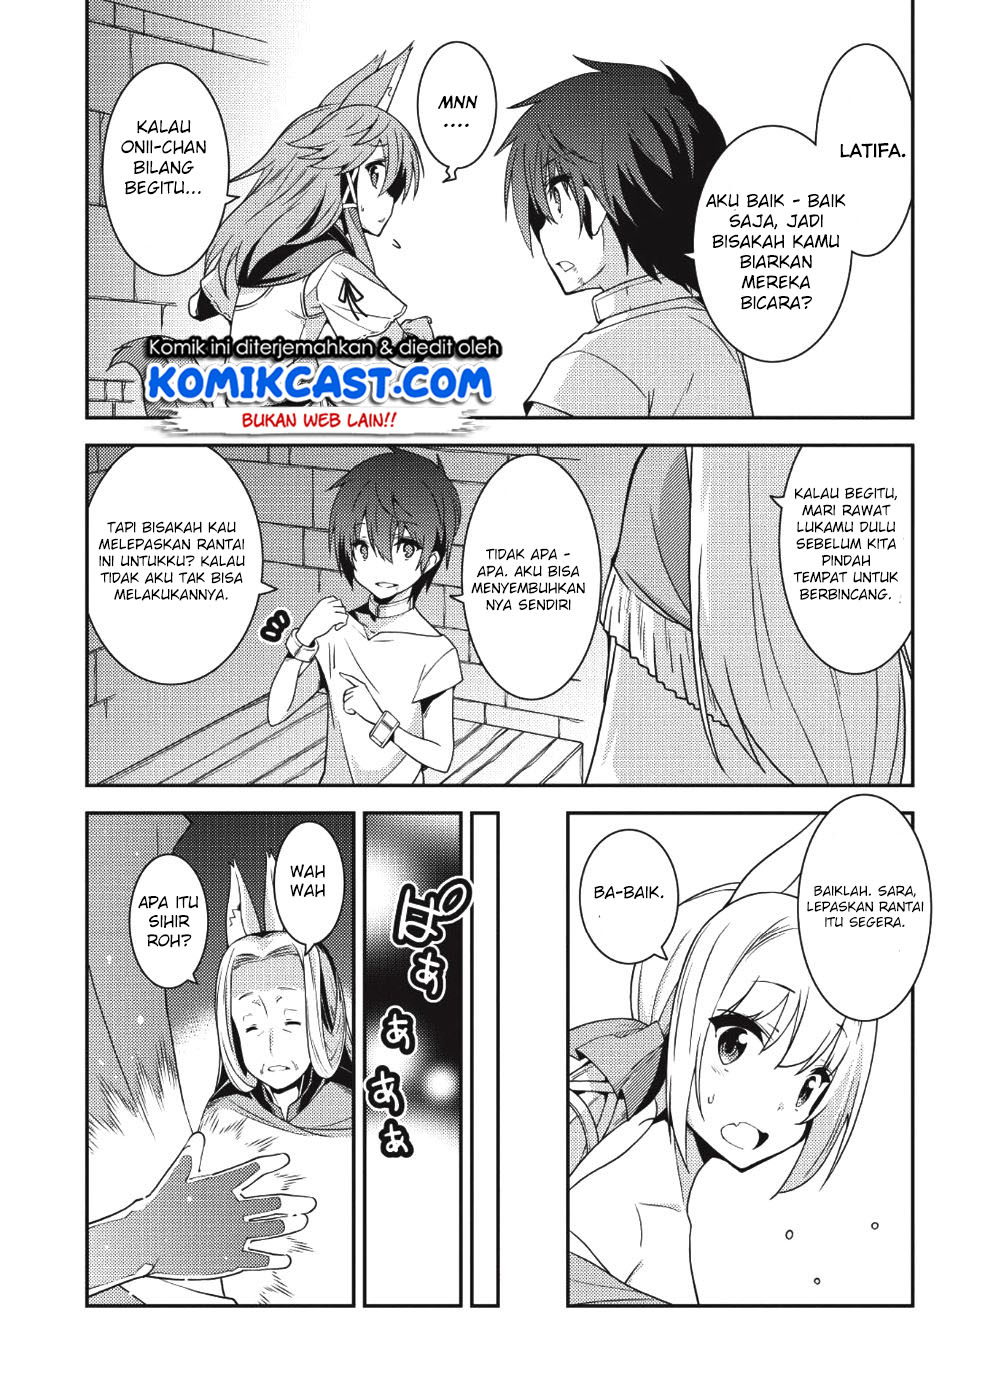 LATIFA.
AKU BAIK - BAIK
SAJA, JADI
BISAKAH KAMU
BIARKAN
MEREKA
BICARA?
MNN
....
KALAU
ONII-CHAN
BILANG
BEGITU...
Komik ini diterjemahkan & diedit oleh
KOMIKCAST.COM
BUKAN WEB LAIN!!
KALAU BEGITU,
MARI RAWAT
LUKAMU DULU
SEBELUM KITA
PINDAH
TEMPAT UNTUK
BERBINCANG.
TIDAK APA -
APA. AKU BISA
MENYEMBUHKAN
NYA SENDIRI
TAPI BISAKAH KAU
MELEPASKAN RANTAI
INI UNTUKKU? KALAU
TIDAK AKU TAK BISA
MELAKUKANNYA.
BAIKLAH. SARA,
LEPASKAN RANTAI
ITU SEGERA.
BA-BAIK.
ぱぁぁぁぁ
WAH
WAH
APA ITU
SIHIR
ROH?